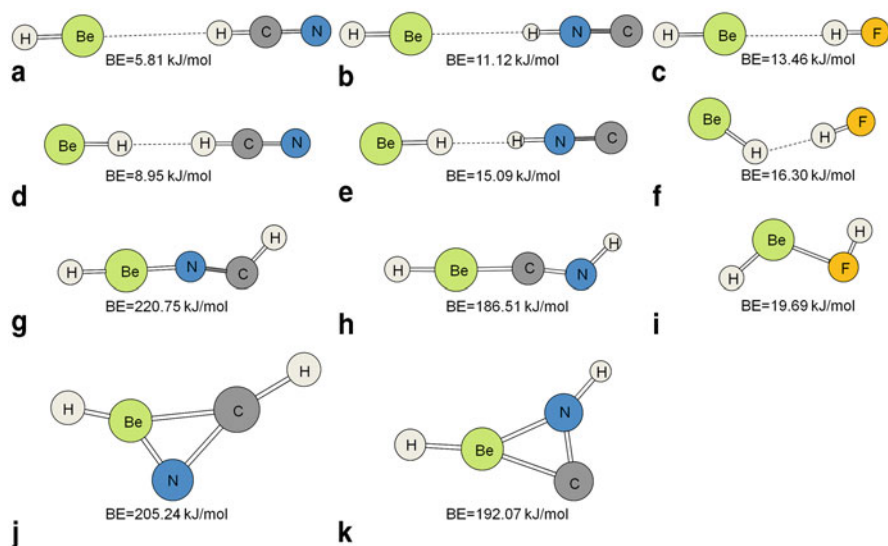 H Be H C N
BE=5.81 kJ/mol
a
H Be H N C
BE=11.12 kJ/mol
b
H Be H F
BE=13.46 kJ/mol
c
Be H H C N
BE=8.95 kJ/mol
d
Be H H N C
BE=15.09 kJ/mol
e
Be H H F
BE=16.30 kJ/mol
f
H Be N C H
BE=220.75 kJ/mol
g
H Be C N H
BE=186.51 kJ/mol
h
H Be F H
BE=19.69 kJ/mol
i
H Be C H
N
BE=205.24 kJ/mol
j
H Be N H
C
BE=192.07 kJ/mol
k